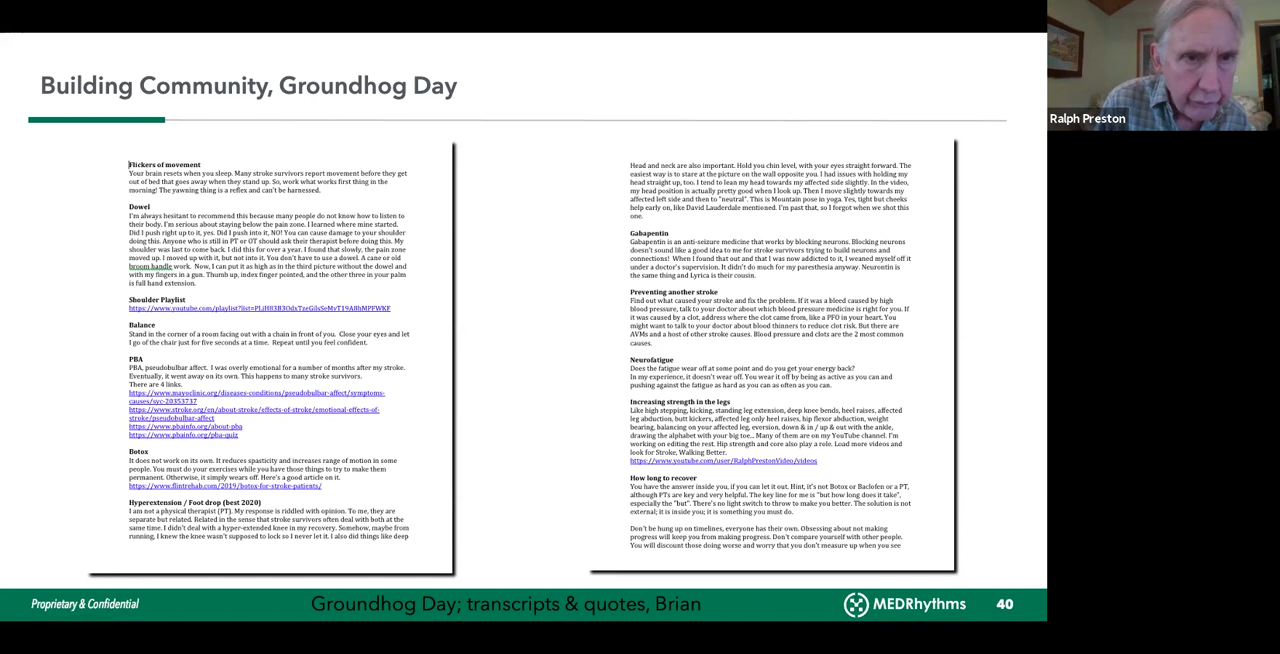 Building Community, Groundhog Day
Ralph Preston
Flickers of movement
Your brain resets when you sleep. Many stroke survivors report movement before they get
out of bed that goes away when they stand up. So, work what works first thing in the
morning! The yawning thing is a reflex and can't be harnessed.
Dowel
I'm always hesitant to recommend this because many people do not know how to listen to
their body. I'm serious about staying below the pain zone. I learned where mine started.
Did I push right up to it, yes. Did I push into it, NO! You can cause damage to your shoulder
doing this. Anyone who is still in PT or OT should ask their therapist before doing this. My
shoulder was last to come back. I did this for over a year. I found that slowly, the pain zone
moved up. I moved up with it, but not into it. You don't have to use a dowel. A cane or old
broom handle work. Now, I can put it as high as in the third picture without the dowel and
with my fingers in a gun. Thumb up, index finger pointed, and the other three in your palm
is full hand extension.
Shoulder Playlist
Balance
Stand in the corner of a room facing out with a chain in front of you. Close your eyes and let
I go of the chair just for five seconds at a time. Repeat until you feel confident.
PBA
PBA, pseudobulbar affect. I was overly emotional for a number of months after my stroke.
Eventually, it went away on its own. This happens to many stroke survivors.
There are 4 links.
https://www.mayoclinic.org/diseases-conditions/pseudobulbar-affect/symptoms-
causes/syc-20353737
https://www.stroke.org/en/about-stroke/effects-of-stroke/emotional-effects-of-
stroke/pseudobulbar-affect
https://www.pbainfo.org/about-pba
https://www.pbainfo.org/pba-quiz
Botox
It does not work on its own. It reduces spasticity and increases range of motion in some
people. You must do your exercises while you have those things to try to make them
permanent. Otherwise, it simply wears off. Here's a good article on it.
https://www.flintrehab.com/2019/botox-for-stroke-patients/
Hyperextension / Foot drop (best 2020)
I am not a physical therapist (PT). My response is riddled with opinion. To me, they are
separate but related. Related in the sense that stroke survivors often deal with both at the
same time. I didn't deal with a hyper-extended knee in my recovery. Somehow, maybe from
running, I knew the knee wasn't supposed to lock so I never let it. I also did things like deep
Head and neck are also important. Hold you chin level, with your eyes straight forward. The
easiest way is to stare at the picture on the wall opposite you. I had issues with holding my
head straight up, too. I tend to lean my head towards my affected side slightly. In the video,
my head position is actually pretty good when I look up. Then I move slightly towards my
affected left side and then to "neutral". This is Mountain pose in yoga. Yes, tight but cheeks
help early on, like David Lauderdale mentioned. I'm past that, so I forgot when we shot this
one.
Gabapentin
Gabapentin is an anti-seizure medicine that works by blocking neurons. Blocking neurons
doesn't sound like a good idea to me for stroke survivors trying to build neurons and
connections! When I found that out and that I was now addicted to it, I weaned myself off it
under a doctor's supervision. It didn't do much for my paresthesia anyway. Neurontin is
the same thing and Lyrica is their cousin.
Preventing another stroke
Find out what caused your stroke and fix the problem. If it was a bleed caused by high
blood pressure, talk to your doctor about which blood pressure medicine is right for you. If
it was caused by a clot, address where the clot came from, like a PFO in your heart. You
might want to talk to your doctor about blood thinners to reduce clot risk. But there are
AVMs and a host of other stroke causes. Blood pressure and clots are the 2 most common
causes.
Neurofatigue
Does the fatigue wear off at some point and do you get your energy back?
In my experience, it doesn't wear off. You wear it off by being as active as you can and
pushing against the fatigue as hard as you can as often as you can.
Increasing strength in the legs
Like high stepping, kicking, standing leg extension, deep knee bends, heel raises, affected
leg abduction, butt kickers, affected leg only heel raises, hip flexor abduction, weight
bearing, balancing on your affected leg, eversion, down & in / up & out with the ankle,
drawing the alphabet with your big toe... Many of them are on my YouTube channel. I'm
working on editing the rest. Hip strength and core also play a role. Load more videos and
look for Stroke, Walking Better.
https://www.youtube.com/user/RalphPrestonVideo/videos
How long to recover
You have the answer inside you, if you can let it out. Hint, it's not Botox or Baclofen or a PT,
although PTs are key and very helpful. The key line for me is "but how long does it take",
especially the "but". There's no light switch to throw to make you better. The solution is not
external; it is inside you; it is something you must do.
Don't be hung up on timelines, everyone has their own. Obsessing about not making
progress will keep you from making progress. Don't compare yourself with other people.
You will discount those doing worse and worry that you don't measure up when you see
Proprietary & Confidential
Groundhog Day; transcripts & quotes, Brian
MEDRhythms
40